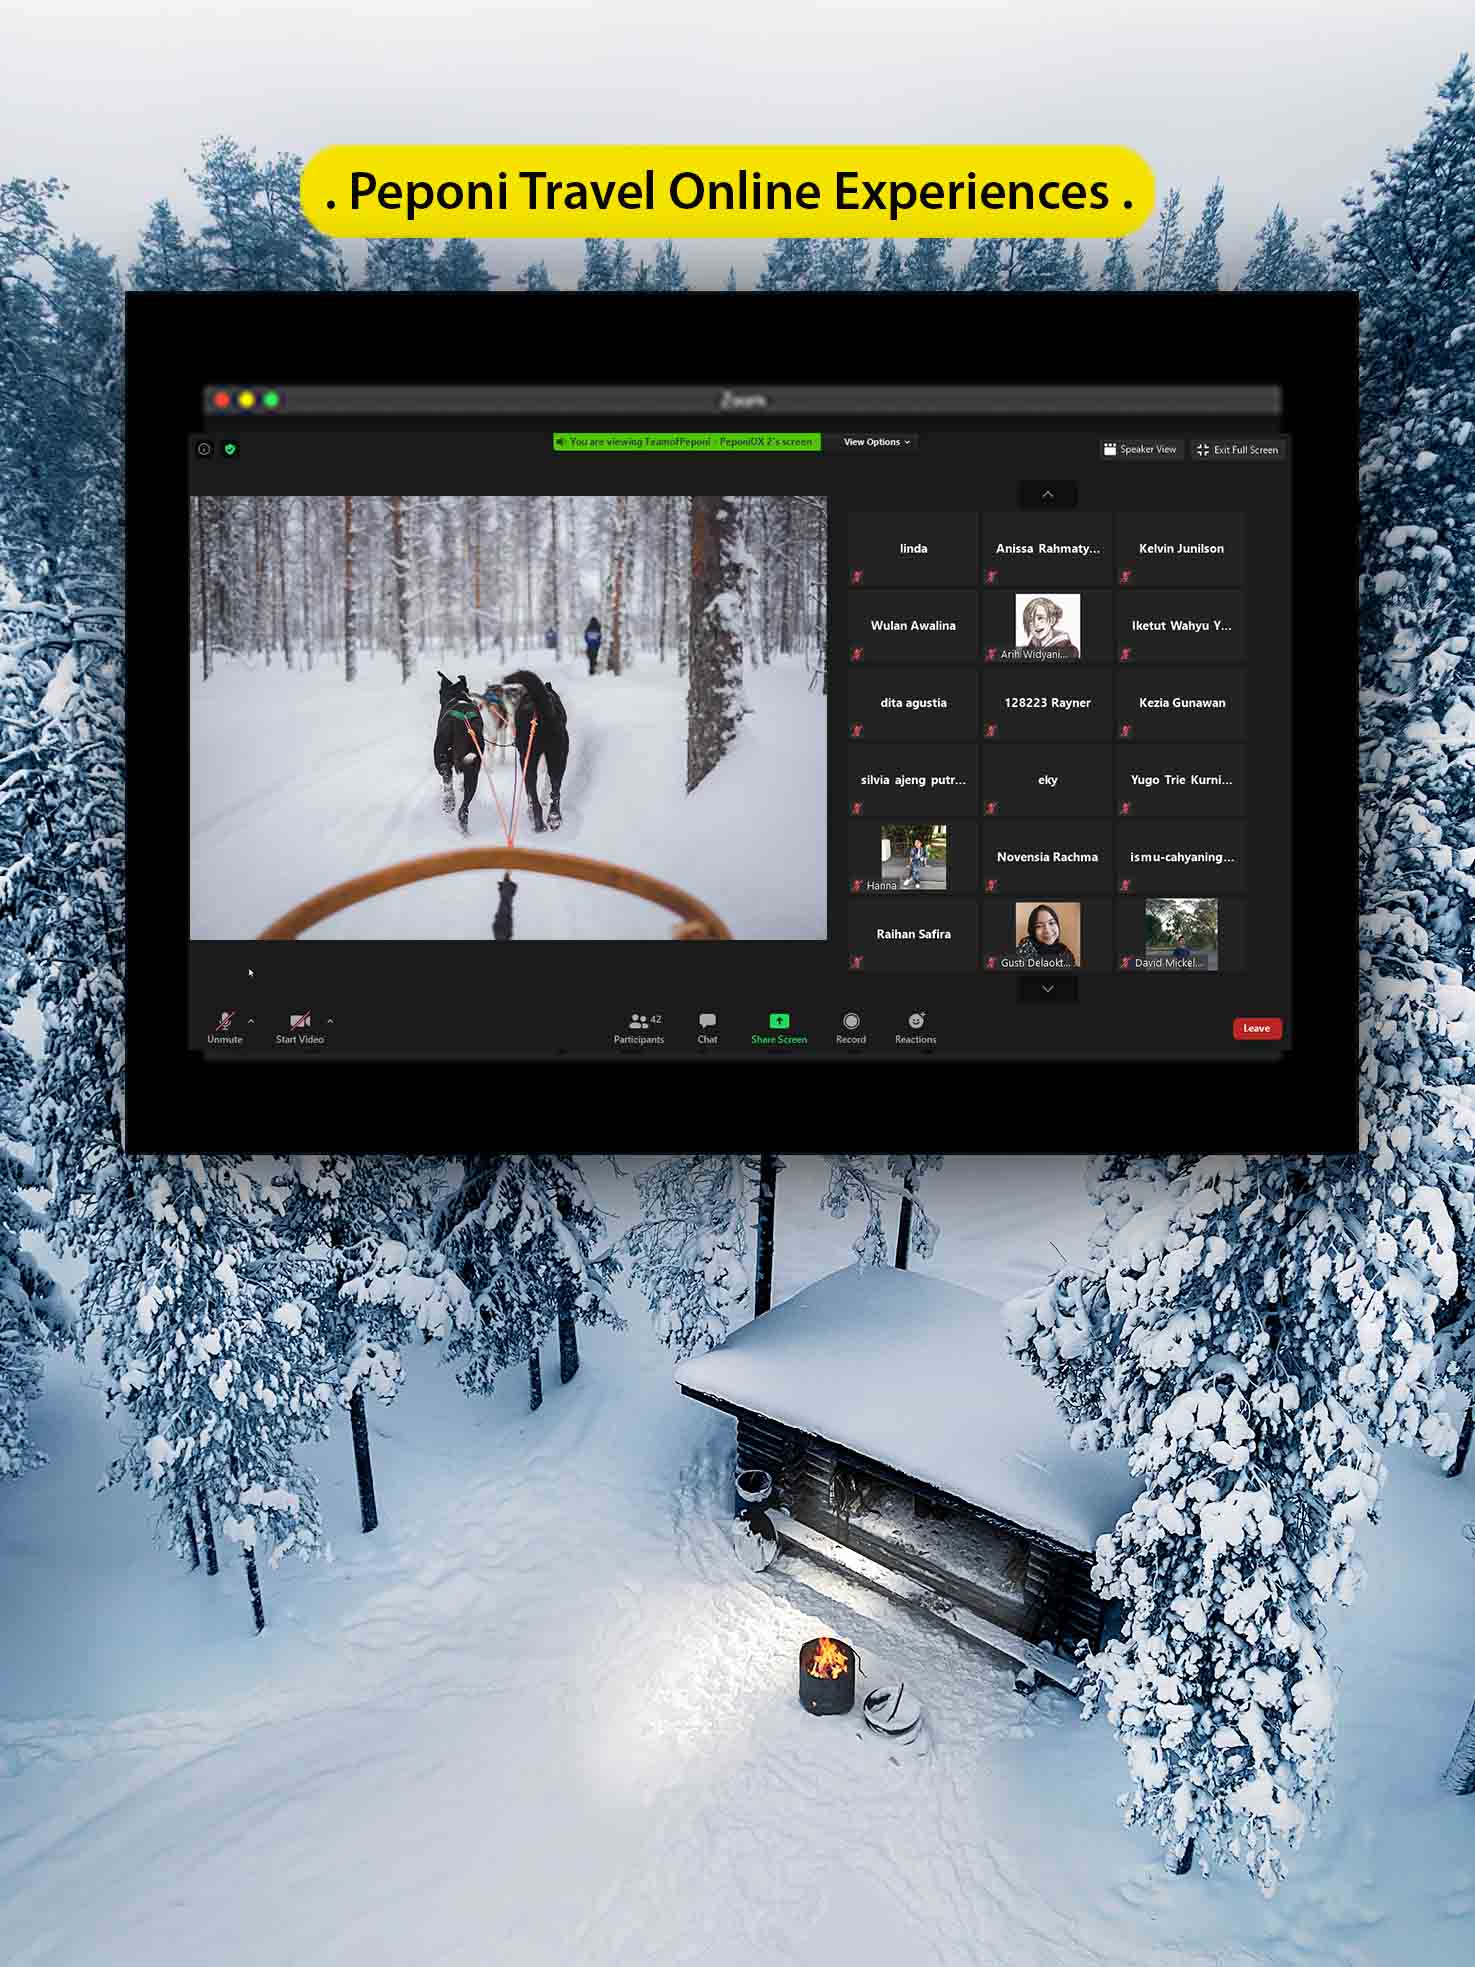 . Peponi Travel Online Experiences .
Zoom
You are viewing TeamofPeponi - PeponiUX 2's screen
View Options
Speaker View
Exit Full Screen
linda
Anissa Rahmaty...
Kelvin Junilson
Wulan Awalina
Arih Widyani...
Iketut Wahyu Y...
dita agustia
128223 Rayner
Kezia Gunawan
silvia ajeng putr...
eky
Yugo Trie Kurni...
Hanna
Novensia Rachma
ismu-cahyaning...
Raihan Safira
Gusti Delaokt...
David Mickel...
Unmute
Start Video
42
Participants
Chat
Share Screen
Record
Reactions
Leave